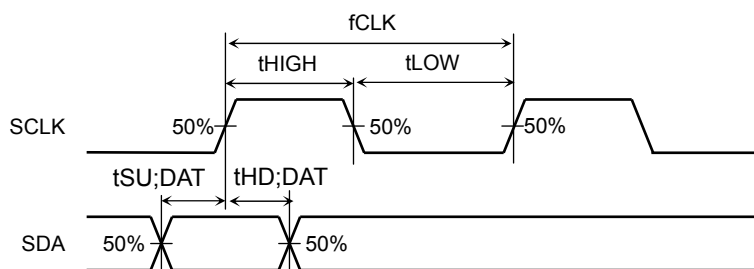 fCLK
tHIGH tLOW
SCLK 50% 50% 50%
tSU;DAT tHD;DAT
SDA 50% 50%